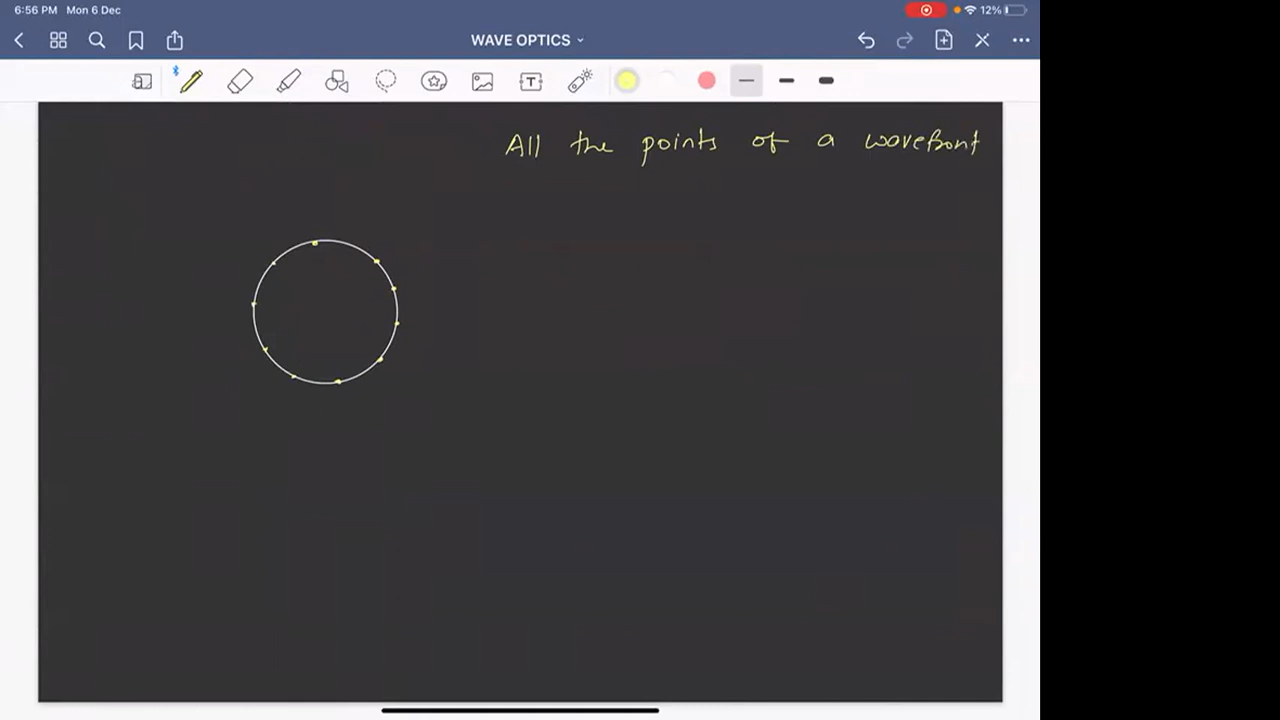 6:56 PM Mon 6 Dec
12%
WAVE OPTICS
T
All the points of a wavefront